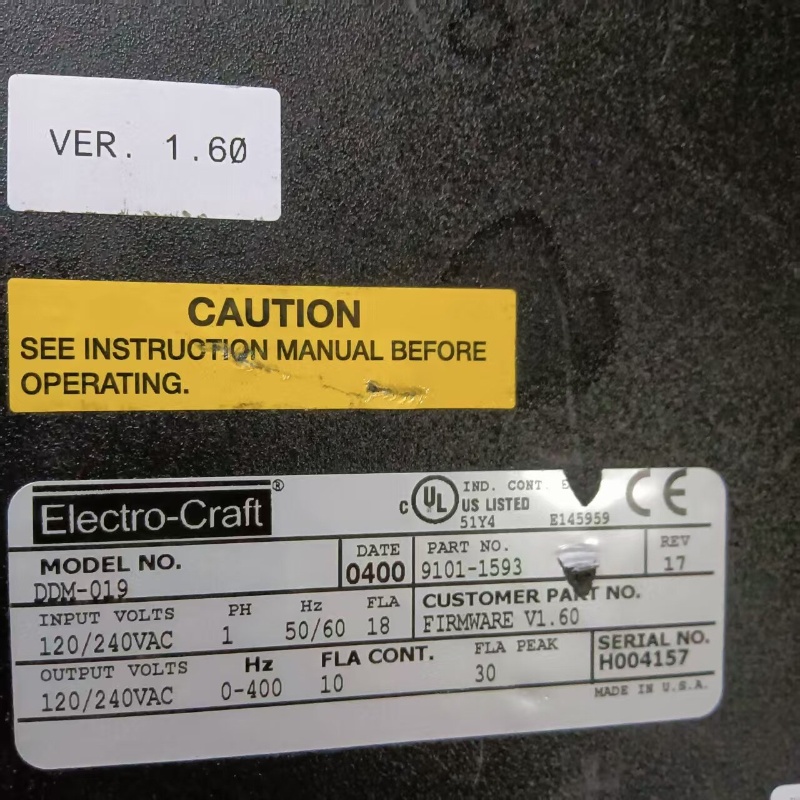 VER. 1.60
CAUTION
SEE INSTRUCTION MANUAL BEFORE
OPERATING.
Electro-Craft®
C UL US LISTED
IND. CONT.
51Y4 E145959
CE
MODEL NO.
DDM-019
DATE
0400
PART NO.
9101-1593
REV
17
INPUT VOLTS
120/240VAC
PH
1
Hz
50/60
FLA
18
CUSTOMER PART NO.
FIRMWARE V1.60
OUTPUT VOLTS
120/240VAC
Hz
0-400
FLA CONT.
10
FLA PEAK
30
SERIAL NO.
H004157
MADE IN U.S.A.